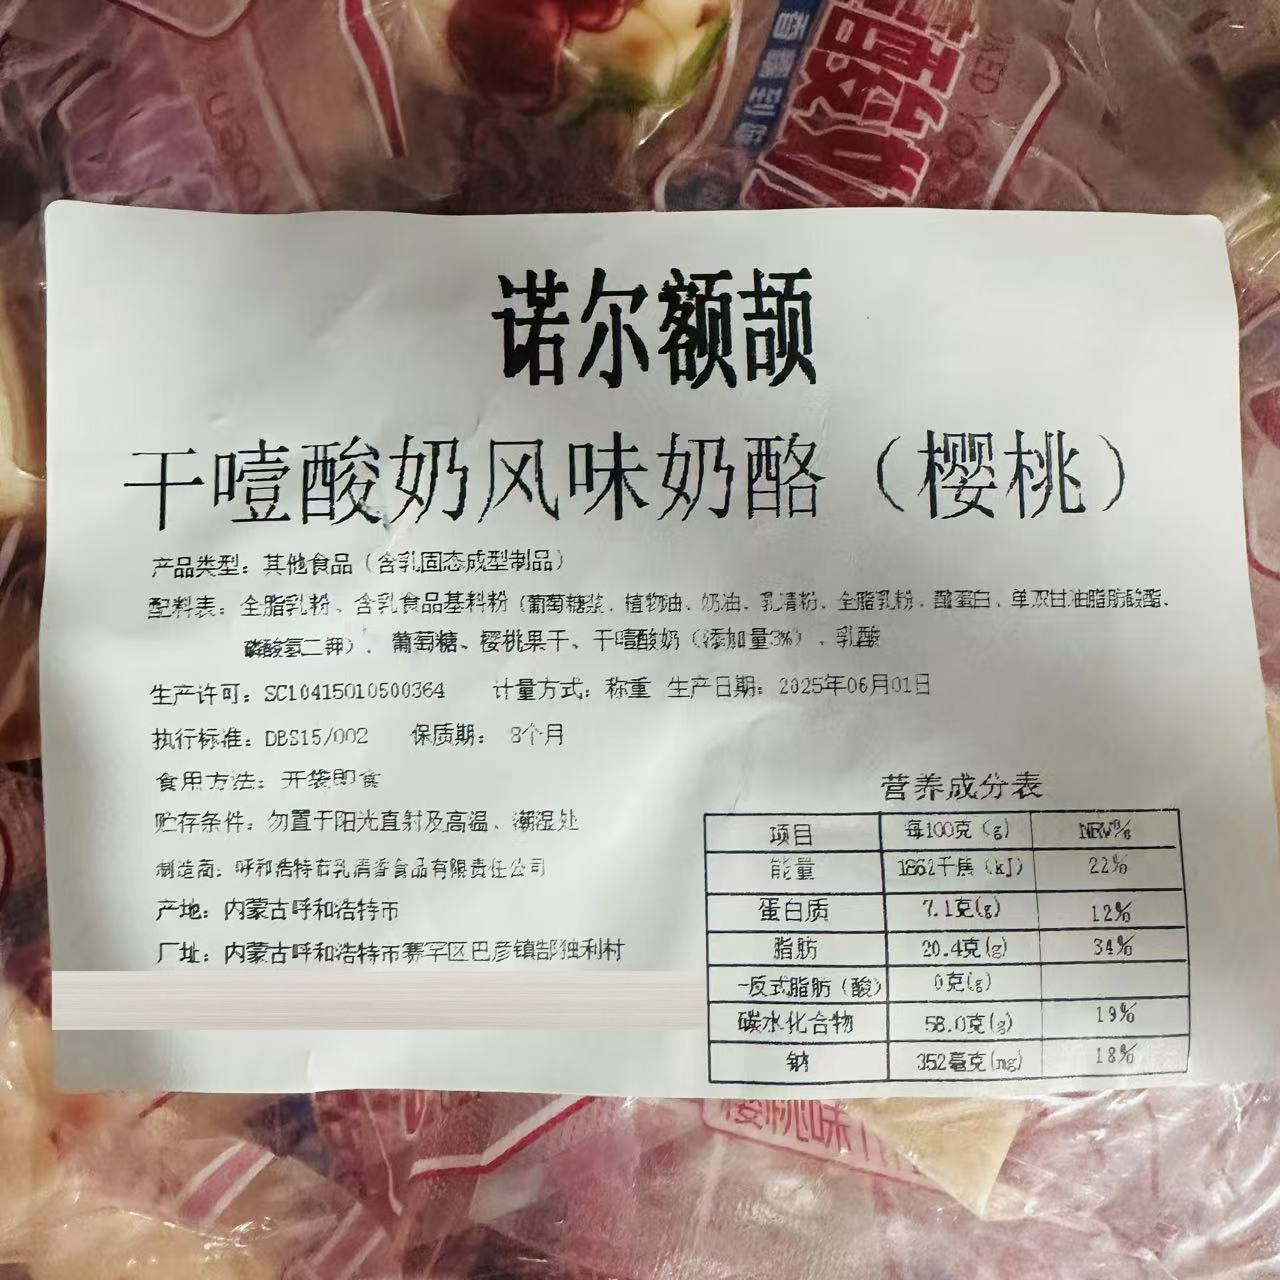 诺尔额颉
干噎酸奶风味奶酪（樱桃）
产品类型：其他食品（含乳固态成型制品）
配料表：全脂乳粉、含乳食品基料粉（葡萄糖浆、植物油、奶油、乳清粉、全脂乳粉、酪蛋白、单双甘油脂肪酸酯、
磷酸氢二钾）、葡萄糖、樱桃果干、干噎酸奶（添加量3%）、乳酸
生产许可：SC10415010500364 计量方式：称重 生产日期：2025年06月01日
执行标准：DBS15/002 保质期：8个月
食用方法：开袋即食
贮存条件：勿置于阳光直射及高温、潮湿处
制造商：呼和浩特市乳清香食品有限责任公司
产地：内蒙古呼和浩特市
厂址：内蒙古呼和浩特市赛罕区巴彦镇郜独利村
营养成分表
项目 每100克（g） NRV%
能量 1862千焦（kJ） 22%
蛋白质 7.1克(g) 12%
脂肪 20.4克(g) 34%
-反式脂肪（酸） 0克(g)
碳水化合物 58.0克(g) 19%
钠 352毫克(mg) 18%
樱桃味